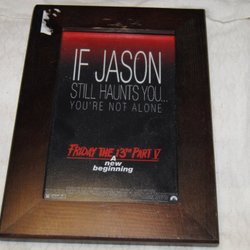 IF JASON
STILL HAUNTS YOU...
YOU'RE NOT ALONE
FRIDAY THE 13TH PART V
A
new
beginning